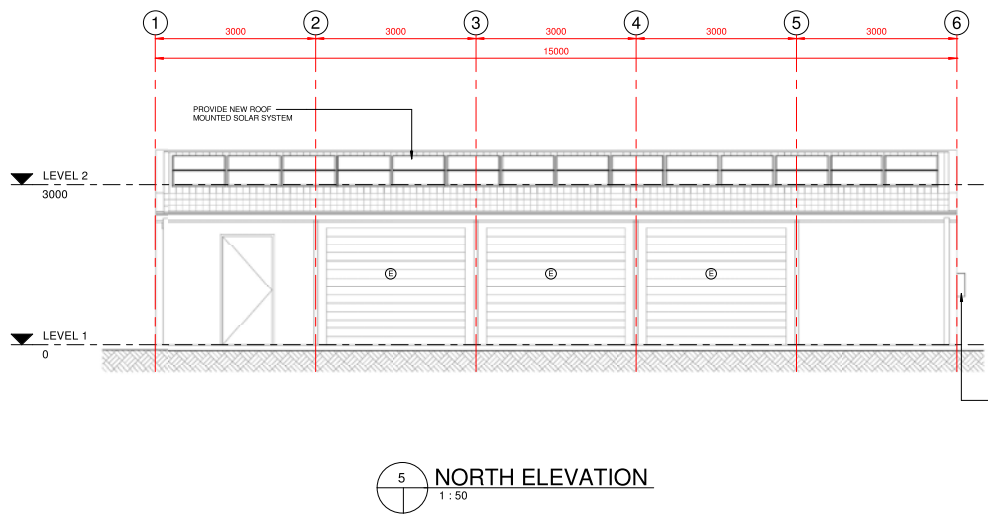 1 2 3 4 5 6
3000 3000 3000 3000 3000
15000
PROVIDE NEW ROOF
MOUNTED SOLAR SYSTEM
LEVEL 2
3000
E E E
LEVEL 1
0
5 NORTH ELEVATION
1 : 50